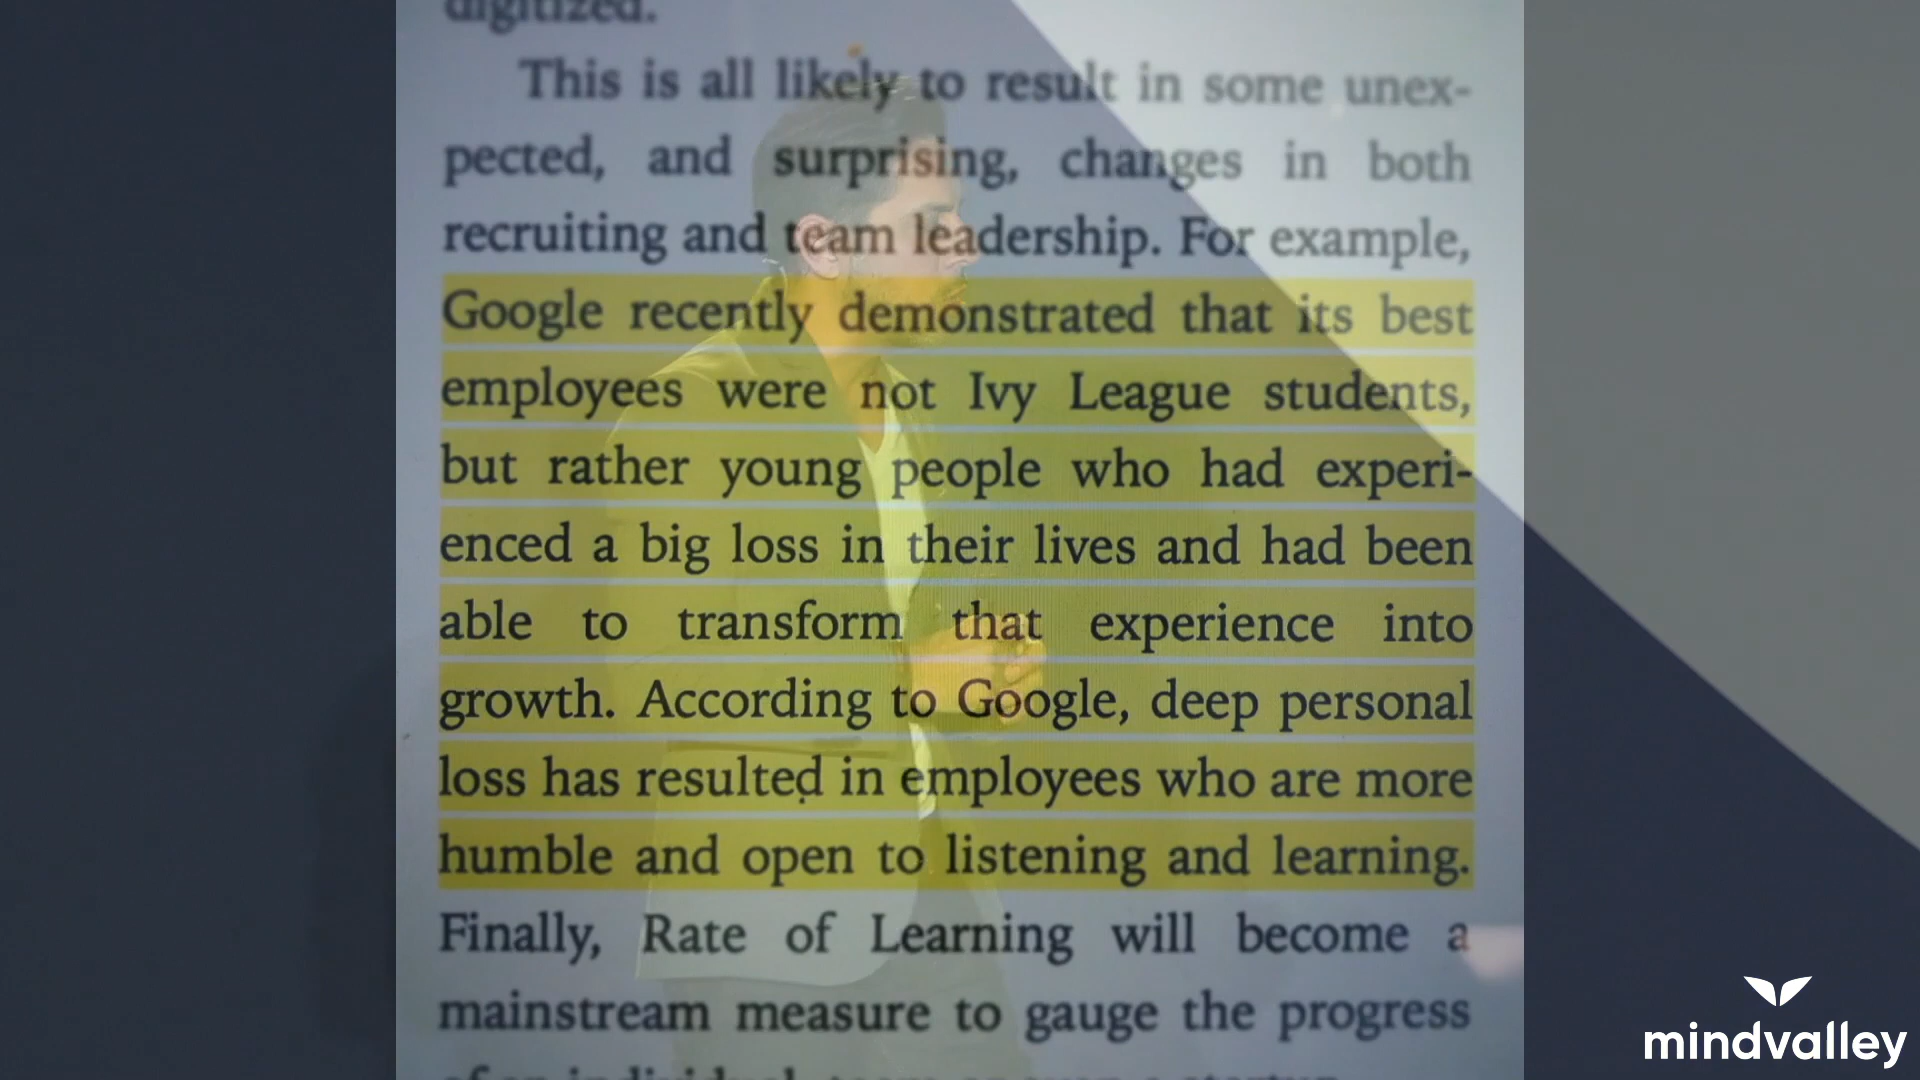 digitized.
This is all likely to result in some unex-
pected, and surprising, changes in both
recruiting and team leadership. For example,
Google recently demonstrated that its best
employees were not Ivy League students,
but rather young people who had experi-
enced a big loss in their lives and had been
able to transform that experience into
growth. According to Google, deep personal
loss has resulted in employees who are more
humble and open to listening and learning.
Finally, Rate of Learning will become a
mainstream measure to gauge the progress
mindvalley